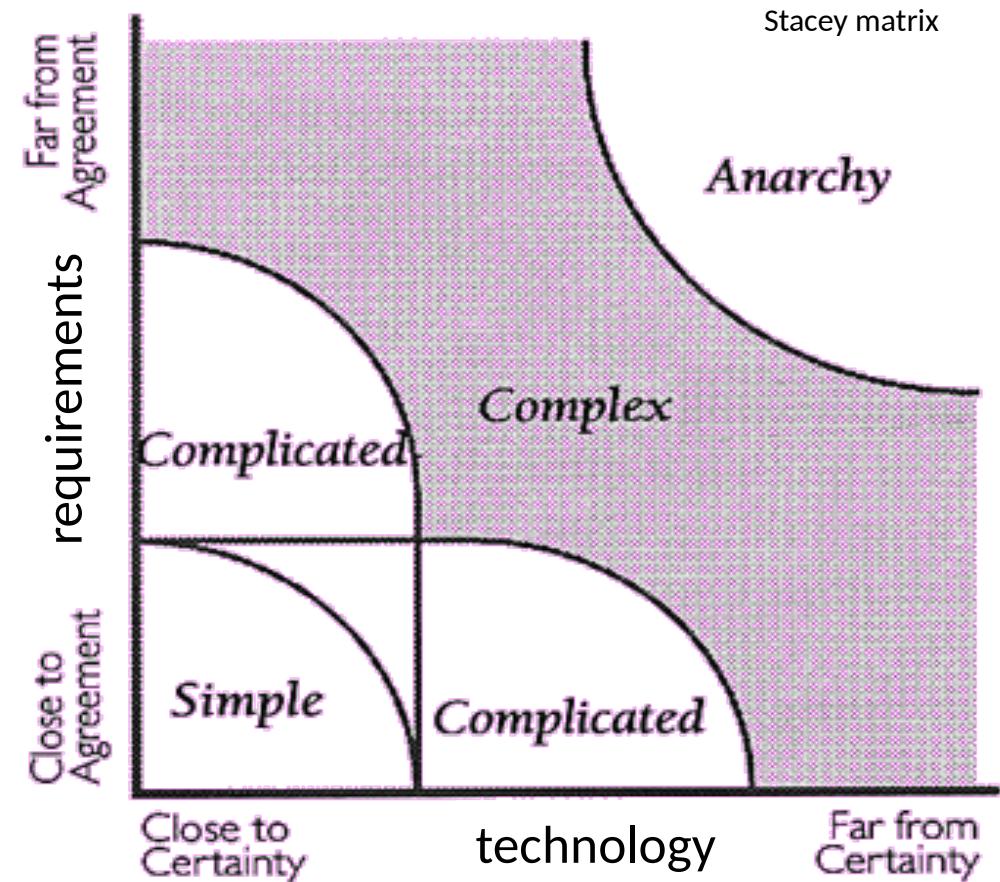 Stacey matrix
Far from
Agreement
Anarchy
requirements
Complex
Complicated
Close to
Agreement
Simple
Complicated
Close to
Certainty
technology
Far from
Certainty